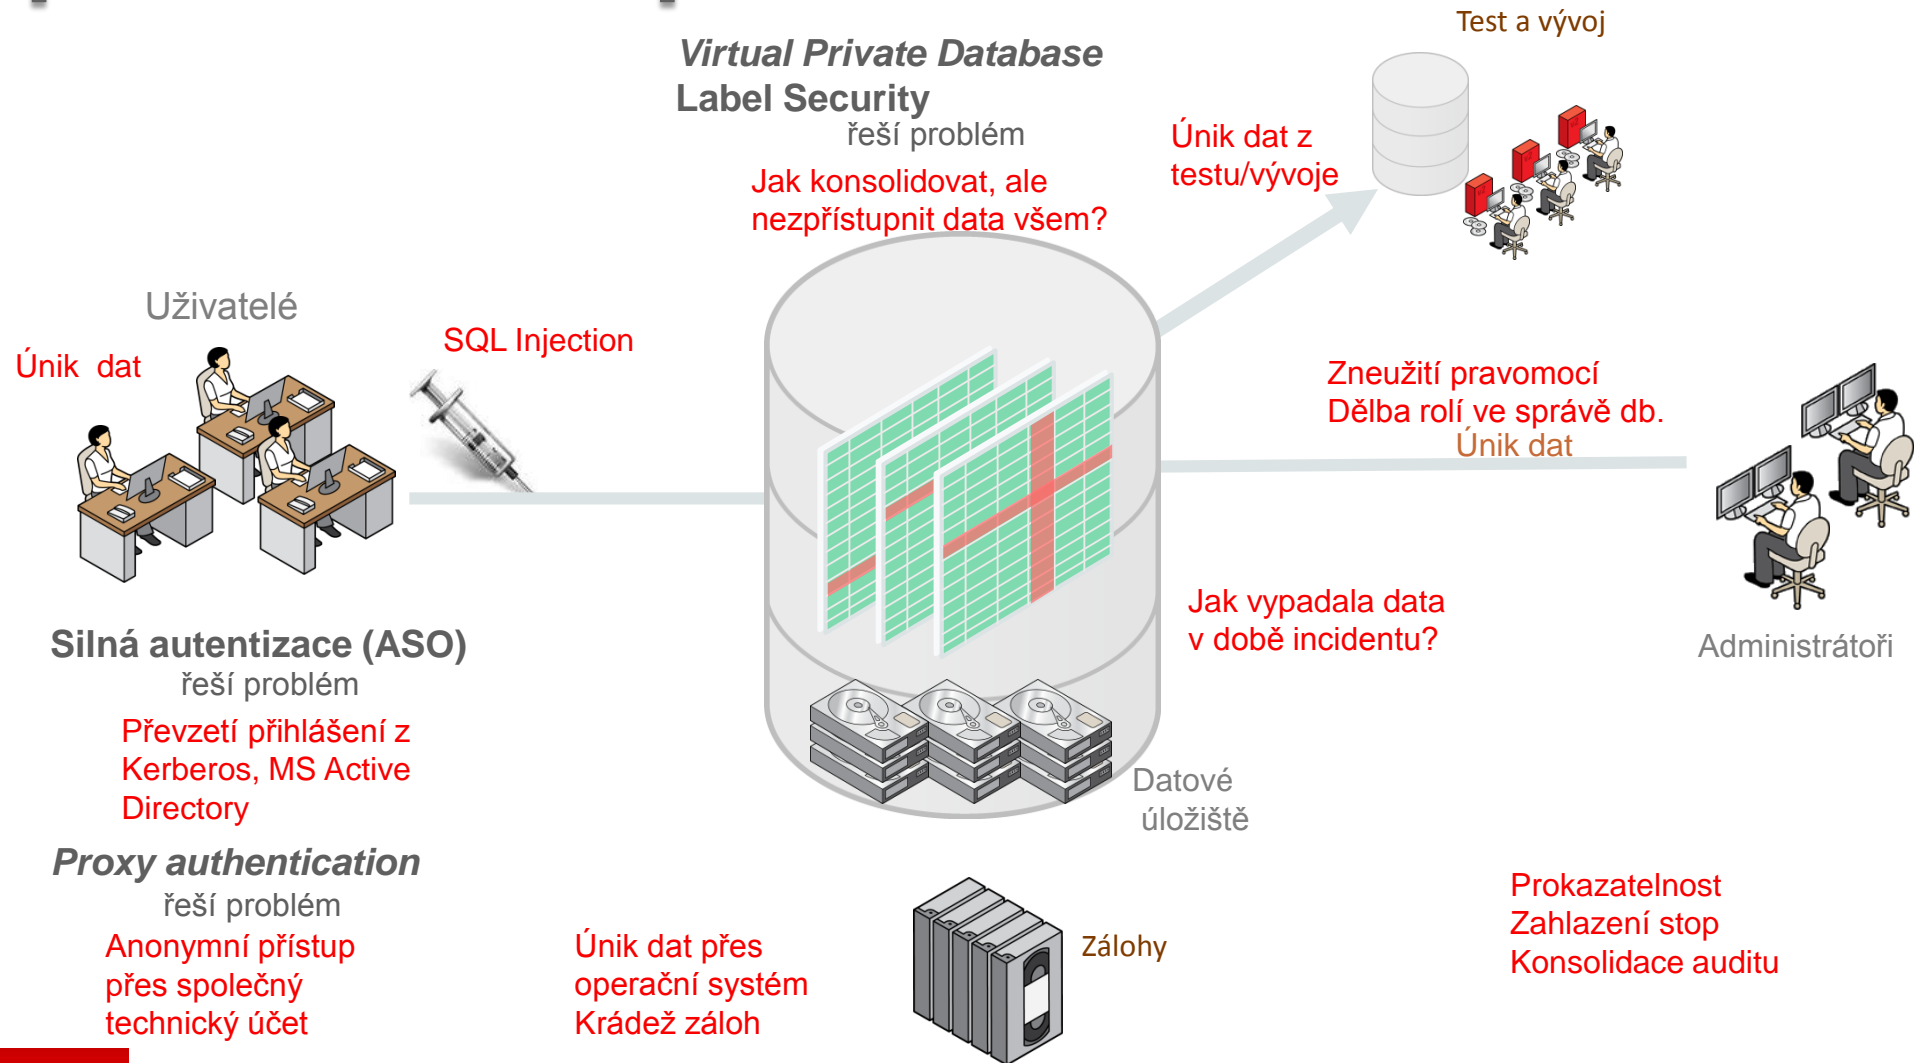 Test a vývoj
Virtual Private Database
Label Security
řeší problém
Jak konsolidovat, ale
nezpřístupnit data všem?
Únik dat z
testu/vývoje
Uživatelé
Únik  dat
SQL Injection
Zneužití pravomocí
Dělba rolí ve správě db.
Únik dat
Jak vypadala data
v době incidentu?
Administrátoři
Silná autentizace (ASO)
řeší problém
Převzetí přihlášení z
Kerberos, MS Active
Directory
Datové
úložiště
Proxy authentication
řeší problém
Anonymní přístup
přes společný
technický účet
Únik dat přes
operační systém
Krádež záloh
Zálohy
Prokazatelnost
Zahlazení stop
Konsolidace auditu